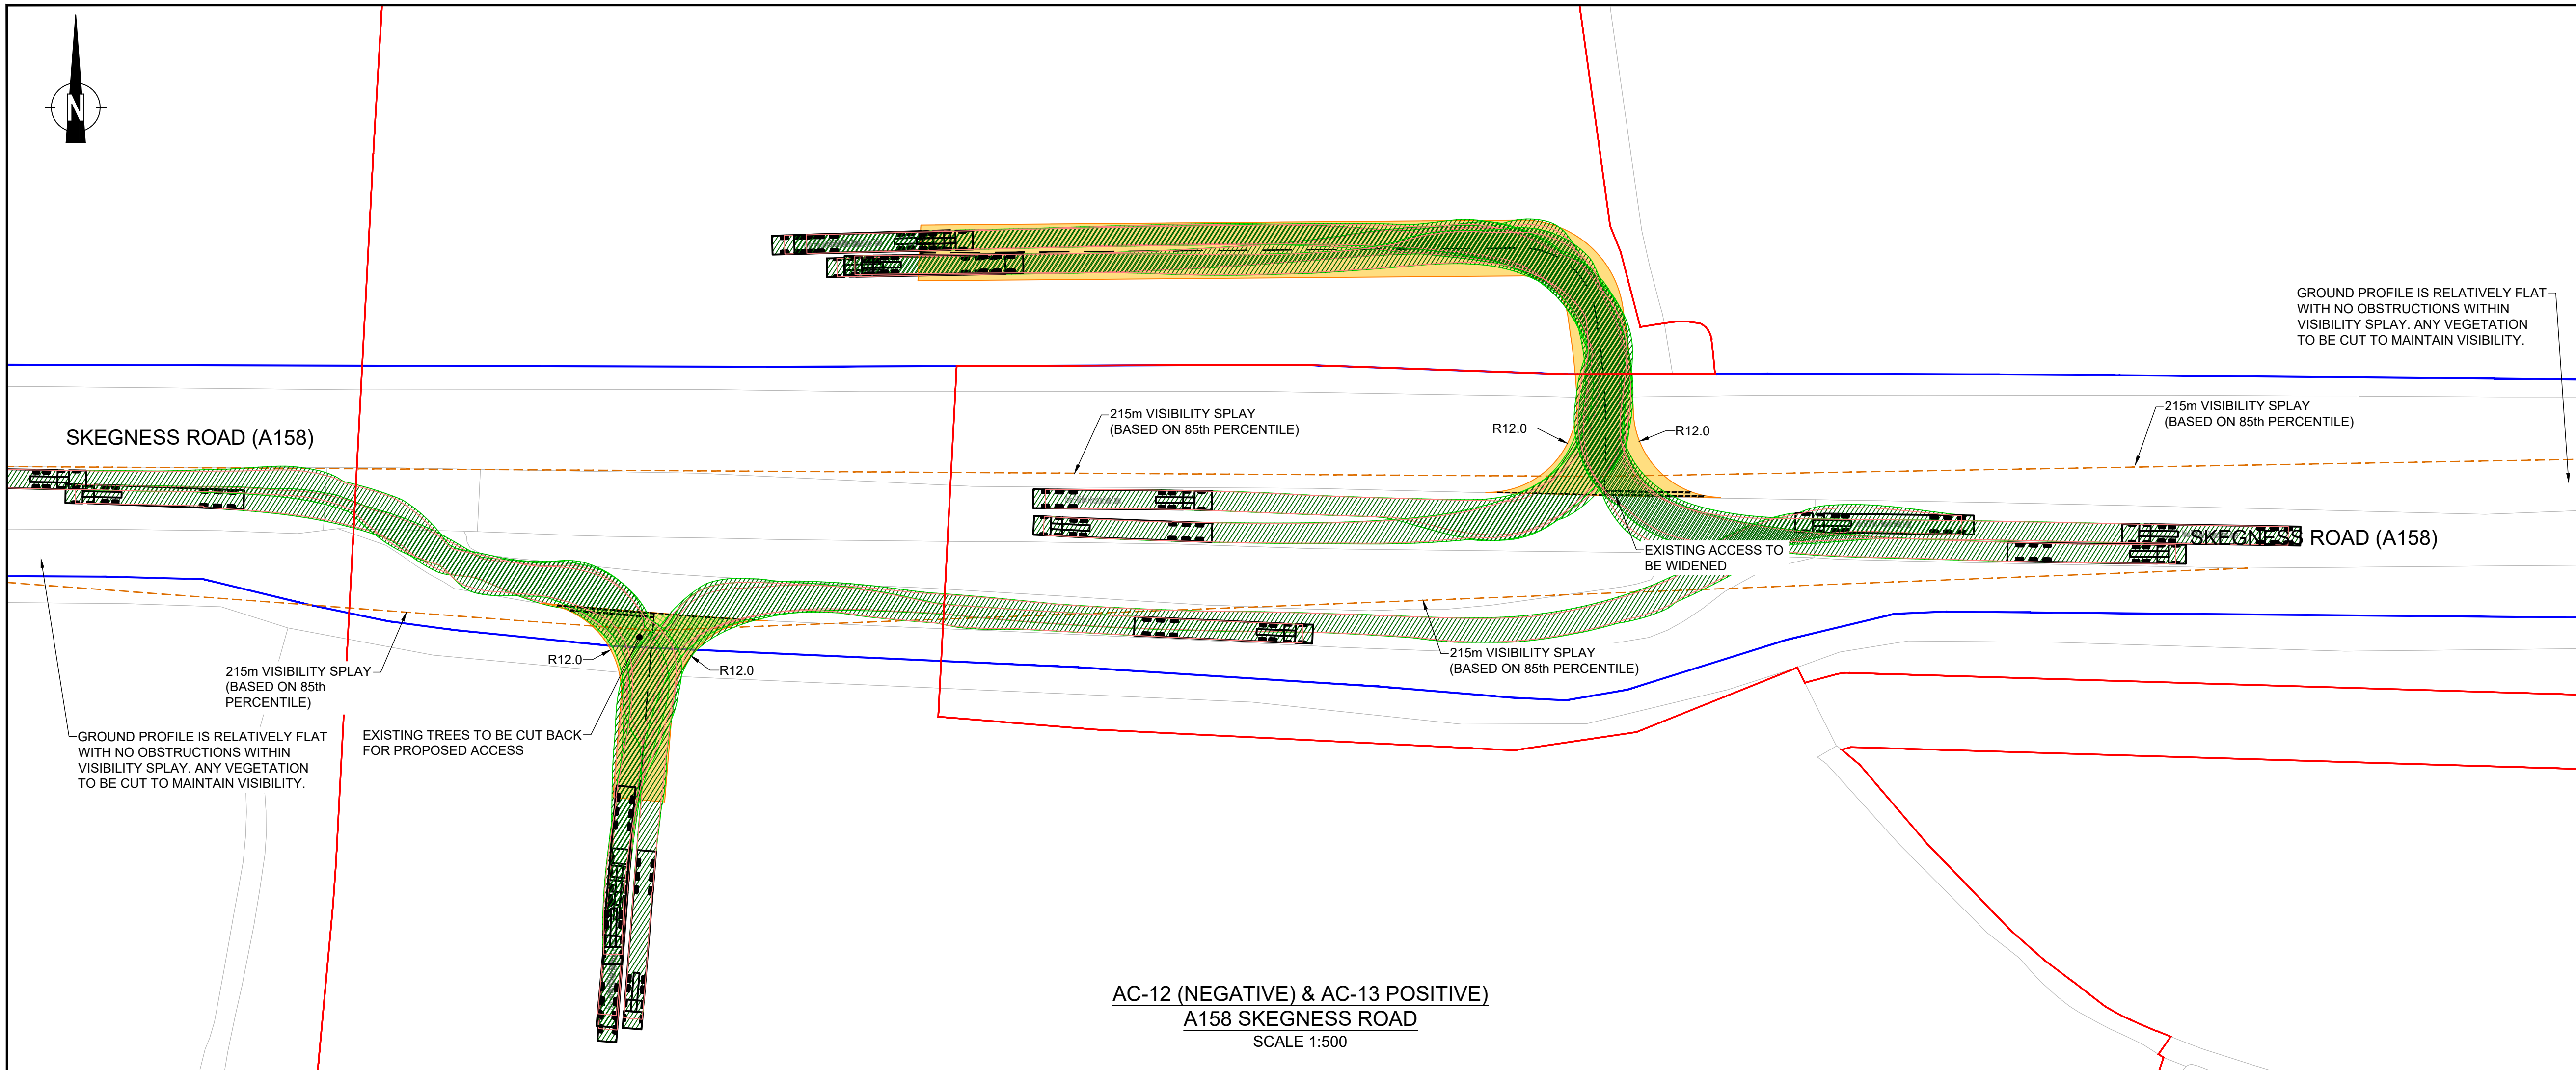 N
GROUND PROFILE IS RELATIVELY FLAT
WITH NO OBSTRUCTIONS WITHIN
VISIBILITY SPLAY. ANY VEGETATION
TO BE CUT TO MAINTAIN VISIBILITY.
215m VISIBILITY SPLAY
(BASED ON 85th PERCENTILE)
215m VISIBILITY SPLAY
(BASED ON 85th PERCENTILE)
SKEGNESS ROAD (A158)
R12.0
R12.0
SKEGNESS ROAD (A158)
EXISTING ACCESS TO
BE WIDENED
R12.0
R12.0
215m VISIBILITY SPLAY
(BASED ON 85th PERCENTILE)
215m VISIBILITY SPLAY
(BASED ON 85th
PERCENTILE)
GROUND PROFILE IS RELATIVELY FLAT
WITH NO OBSTRUCTIONS WITHIN
VISIBILITY SPLAY. ANY VEGETATION
TO BE CUT TO MAINTAIN VISIBILITY.
EXISTING TREES TO BE CUT BACK
FOR PROPOSED ACCESS
AC-12 (NEGATIVE) & AC-13 POSITIVE)
A158 SKEGNESS ROAD
SCALE 1:500